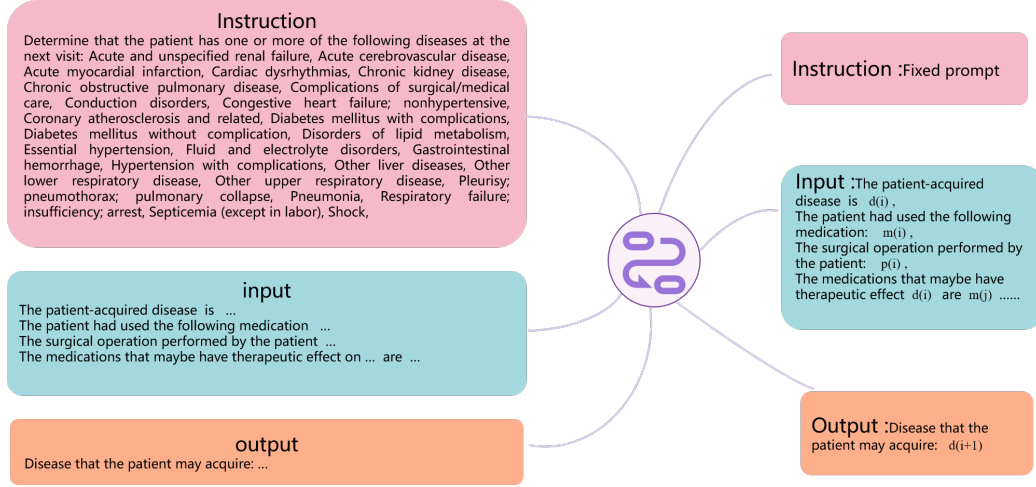 Instruction
Determine that the patient has one or more of the following diseases at the
next visit: Acute and unspecified renal failure, Acute cerebrovascular disease,
Acute myocardial infarction, Cardiac dysrhythmias, Chronic kidney disease,
Chronic obstructive pulmonary disease, Complications of surgical/medical
care, Conduction disorders, Congestive heart failure; nonhypertensive,
Coronary atherosclerosis and related, Diabetes mellitus with complications,
Diabetes mellitus without complication, Disorders of lipid metabolism,
Essential hypertension, Fluid and electrolyte disorders, Gastrointestinal
hemorrhage, Hypertension with complications, Other liver diseases, Other
lower respiratory disease, Other upper respiratory disease, Pleurisy;
pneumothorax; pulmonary collapse, Pneumonia, Respiratory failure;
insufficiency; arrest, Septicemia (except in labor), Shock,
input
The patient-acquired disease is ...
The patient had used the following medication ...
The surgical operation performed by the patient ...
The medications that maybe have therapeutic effect on ... are ...
output
Disease that the patient may acquire: ...
Instruction :Fixed prompt
Input :The patient-acquired
disease is d(i) ,
The patient had used the following
medication: m(i) ,
The surgical operation performed by
the patient: p(i) ,
The medications that maybe have
therapeutic effect d(i) are m(j) ......
Output :Disease that the
patient may acquire: d(i+1)